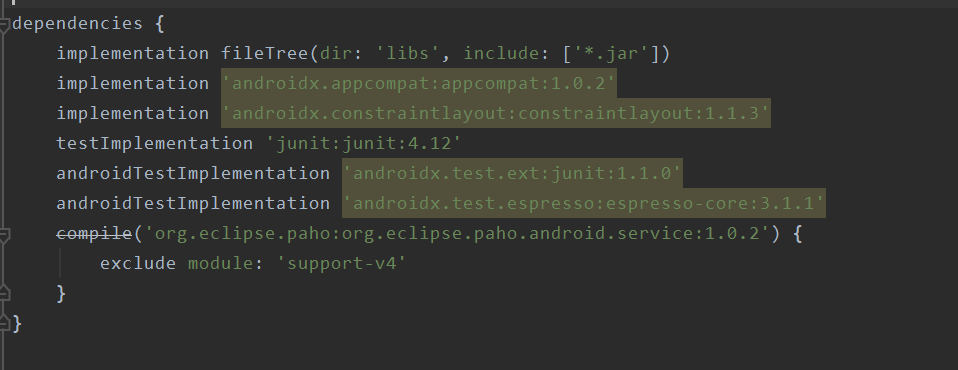 dependencies {
    implementation fileTree(dir: 'libs', include: ['*.jar'])
    implementation 'androidx.appcompat:appcompat:1.0.2'
    implementation 'androidx.constraintlayout:constraintlayout:1.1.3'
    testImplementation 'junit:junit:4.12'
    androidTestImplementation 'androidx.test.ext:junit:1.1.0'
    androidTestImplementation 'androidx.test.espresso:espresso-core:3.1.1'
    compile('org.eclipse.paho:org.eclipse.paho.android.service:1.0.2') {
        exclude module: 'support-v4'
    }
}